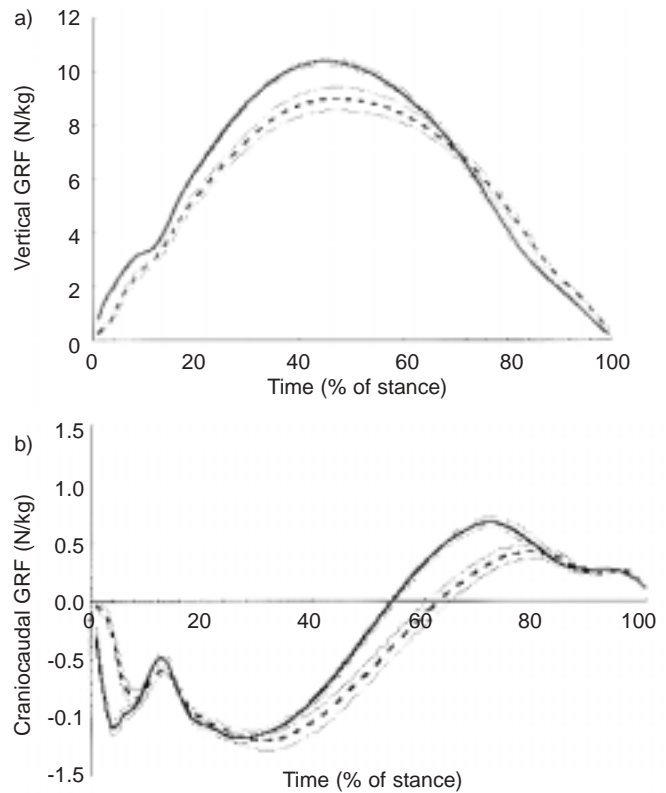 a)
Vertical GRF (N/kg)
12
10
8
6
4
2
0
0 20 40 60 80 100
Time (% of stance)
b)
Craniocaudal GRF (N/kg)
1.5
1.0
0.5
0.0
-0.5
-0.1
-1.5
0 20 40 60 80 100
Time (% of stance)